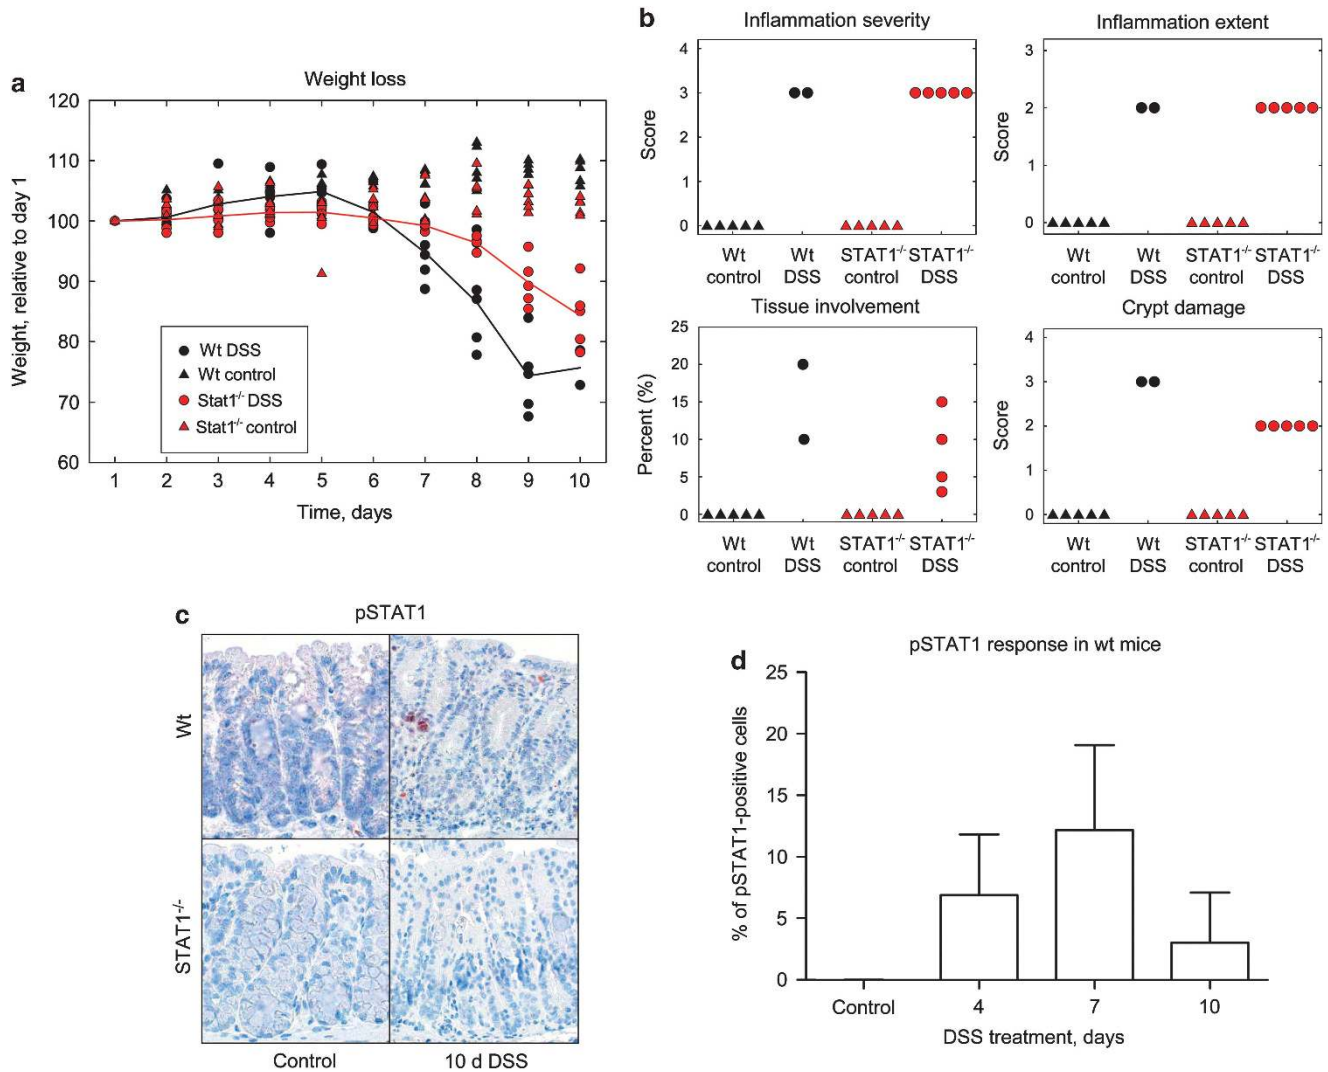 a
Weight loss
120
110
100
90
80
70
60
Weight, relative to day 1
Wt DSS
Wt control
Stat1-/- DSS
Stat1-/- control
1 2 3 4 5 6 7 8 9 10
Time, days
b
Inflammation severity
4
3
2
1
0
Score
Wt control
Wt DSS
STAT1-/- control
STAT1-/- DSS
Inflammation extent
3
2
1
0
Score
Wt control
Wt DSS
STAT1-/- control
STAT1-/- DSS
Tissue involvement
25
20
15
10
5
0
Percent (%)
Wt control
Wt DSS
STAT1-/- control
STAT1-/- DSS
Crypt damage
4
3
2
1
0
Score
Wt control
Wt DSS
STAT1-/- control
STAT1-/- DSS
c
pSTAT1
Wt
STAT1-/-
Control
10 d DSS
d
pSTAT1 response in wt mice
25
20
15
10
5
0
% of pSTAT1-positive cells
Control 4 7 10
DSS treatment, days